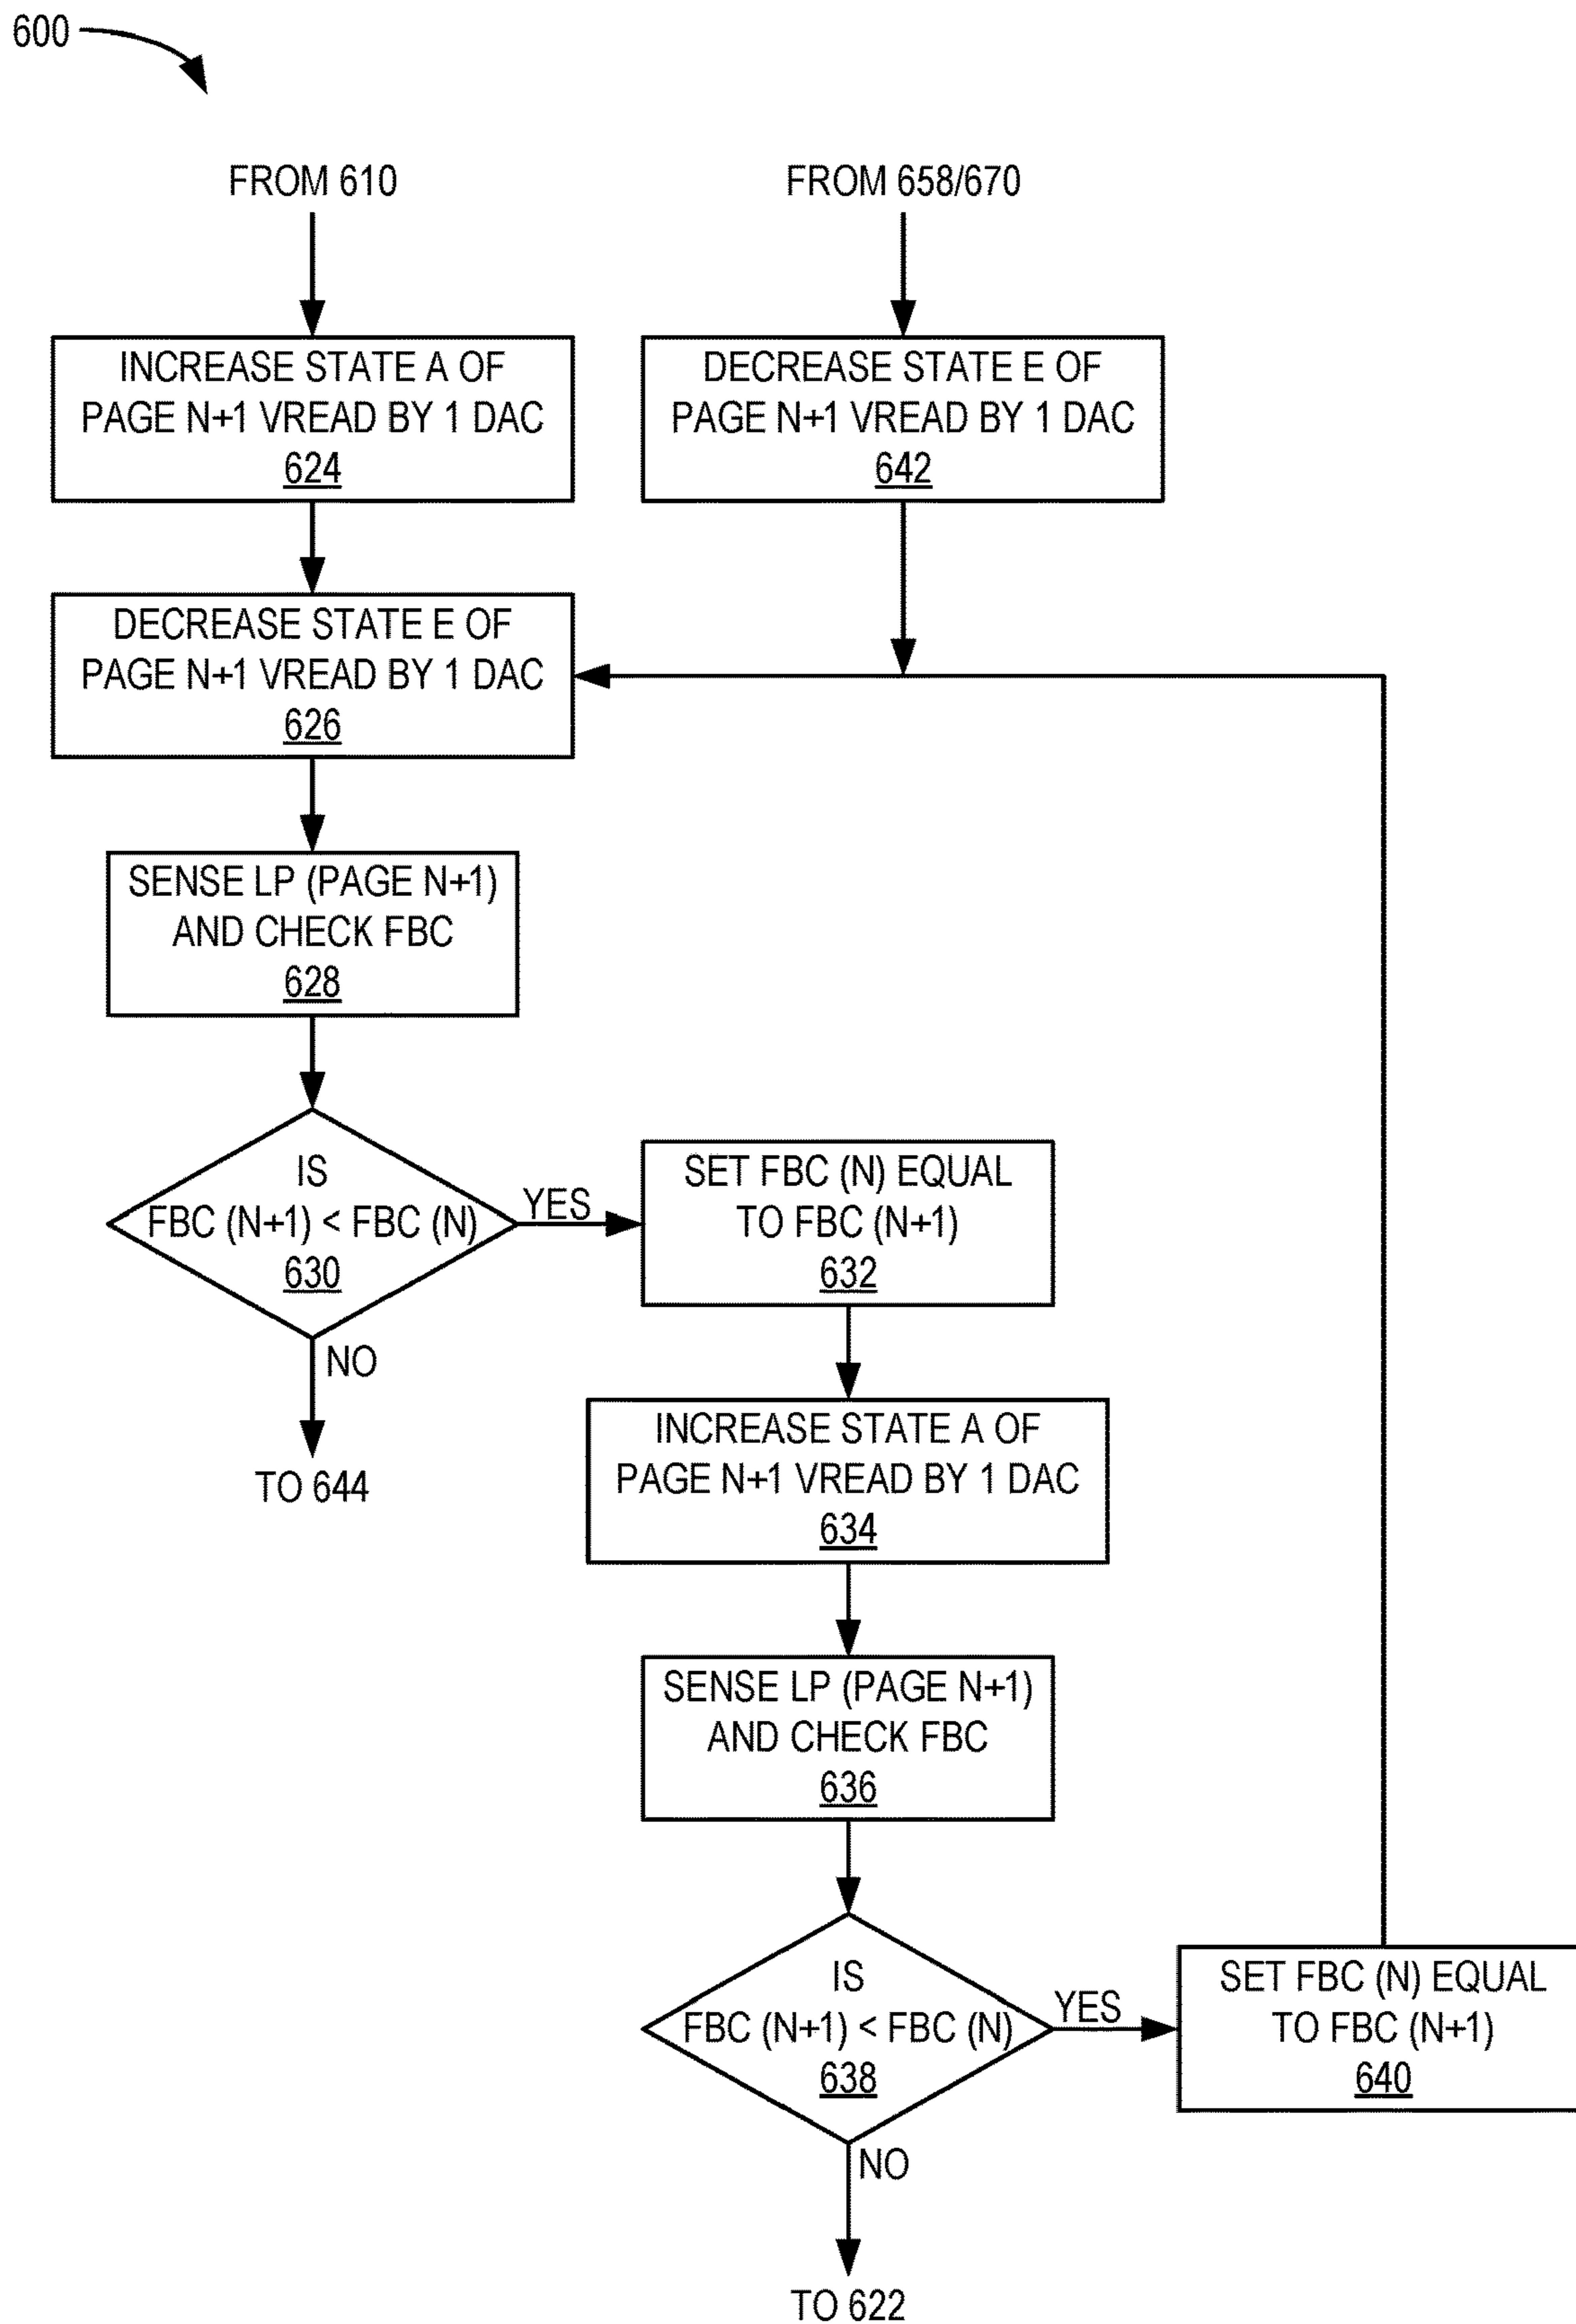 600
FROM 610
FROM 658/670
INCREASE STATE A OF
PAGE N+1 VREAD BY 1 DAC
624
DECREASE STATE E OF
PAGE N+1 VREAD BY 1 DAC
642
DECREASE STATE E OF
PAGE N+1 VREAD BY 1 DAC
626
SENSE LP (PAGE N+1)
AND CHECK FBC
628
IS
FBC (N+1) < FBC (N)
630
YES
NO
TO 644
SET FBC (N) EQUAL
TO FBC (N+1)
632
INCREASE STATE A OF
PAGE N+1 VREAD BY 1 DAC
634
SENSE LP (PAGE N+1)
AND CHECK FBC
636
IS
FBC (N+1) < FBC (N)
638
YES
NO
SET FBC (N) EQUAL
TO FBC (N+1)
640
TO 622